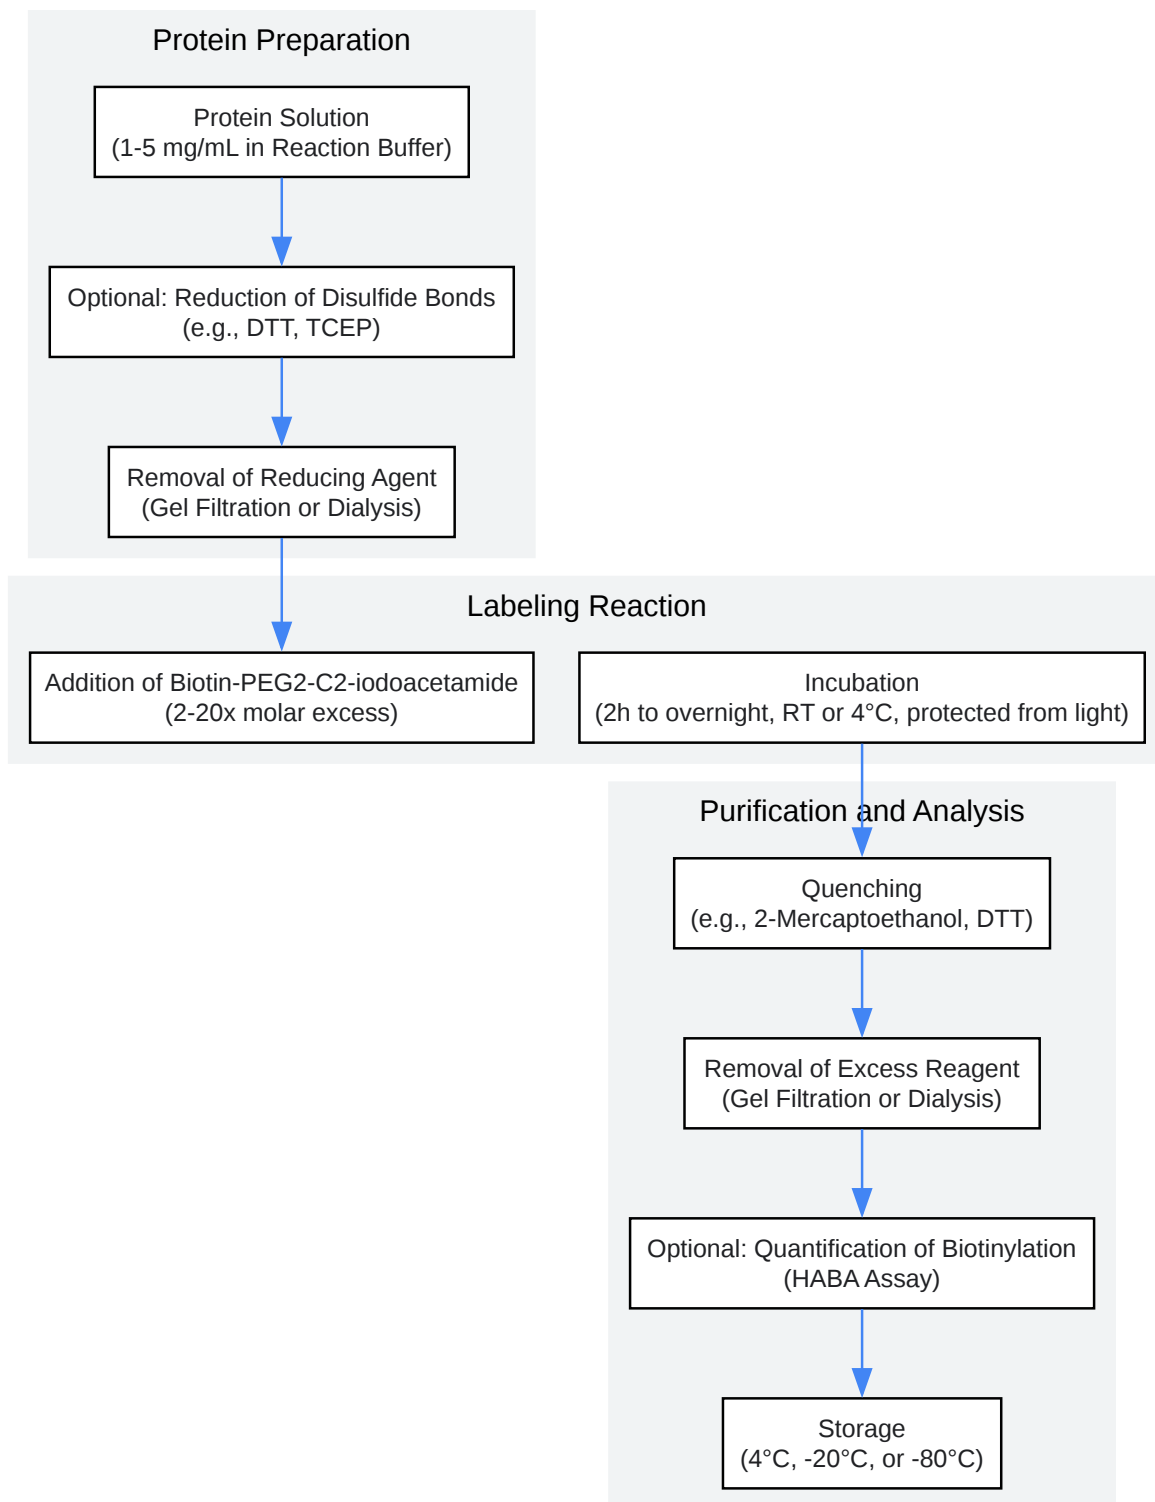 Protein Preparation
Protein Solution
(1-5 mg/mL in Reaction Buffer)
Optional: Reduction of Disulfide Bonds
(e.g., DTT, TCEP)
Removal of Reducing Agent
(Gel Filtration or Dialysis)
Labeling Reaction
Addition of Biotin-PEG2-C2-iodoacetamide
(2-20x molar excess)
Incubation
(2h to overnight, RT or 4°C, protected from light)
Purification and Analysis
Quenching
(e.g., 2-Mercaptoethanol, DTT)
Removal of Excess Reagent
(Gel Filtration or Dialysis)
Optional: Quantification of Biotinylation
(HABA Assay)
Storage
(4°C, -20°C, or -80°C)